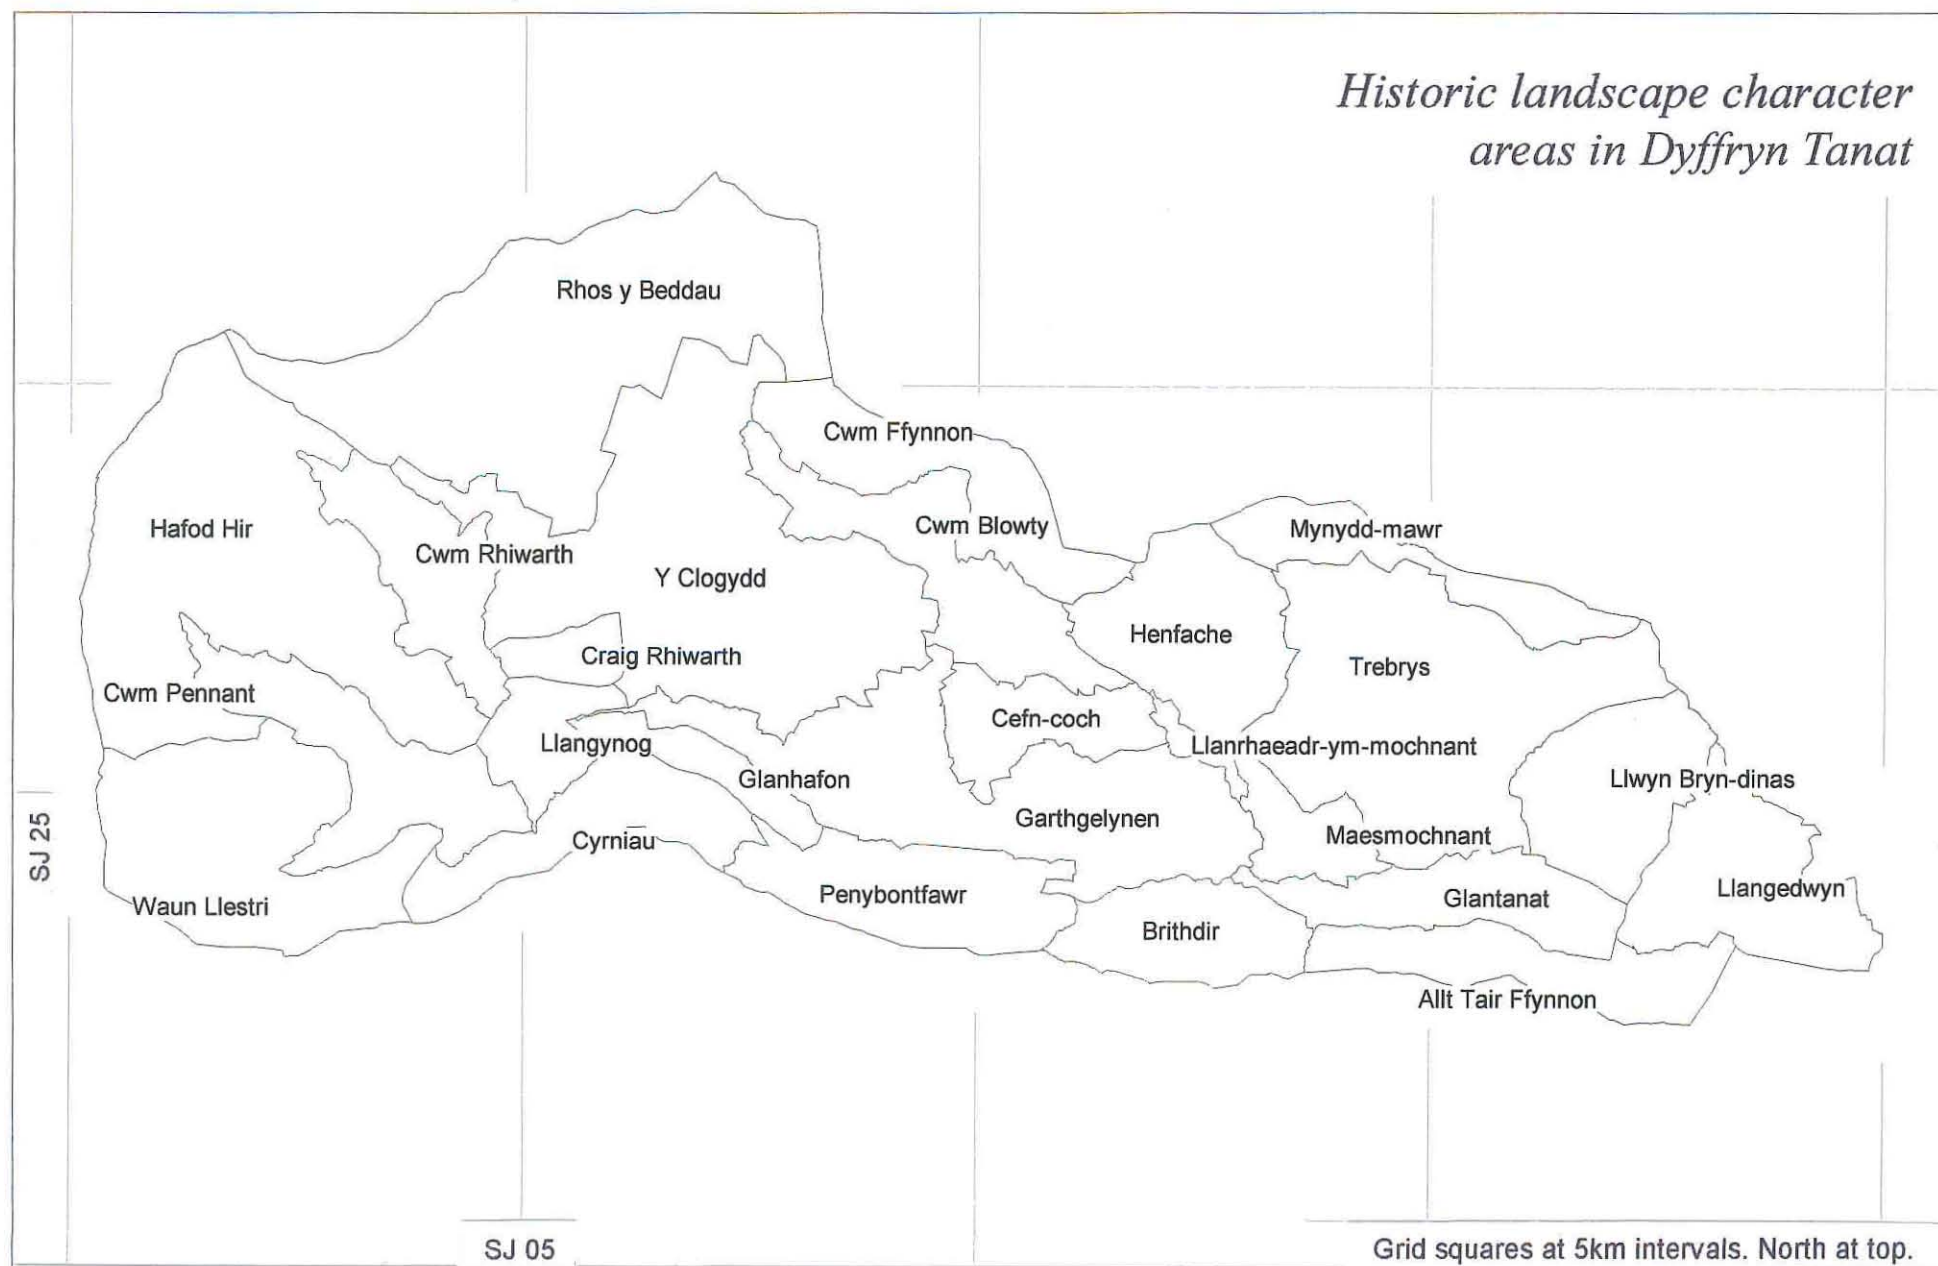 Historic landscape character
areas in Dyffryn Tanat
Rhos y Beddau
Cwm Ffynnon
Hafod Hir
Cwm Blowty
Mynydd-mawr
Cwm Rhiwarth
Y Clogydd
Henfache
Craig Rhiwarth
Trebrys
Cwm Pennant
Cefn-coch
Llangynog
Llanrhaeadr-ym-mochnant
Glanhafon
Llwyn Bryn-dinas
Garthgelynen
Cyrniau
Maesmochnant
SJ 25
Waun Llestri
Penybontfawr
Glantanat
Llangedwyn
Brithdir
Allt Tair Ffynnon
SJ 05
Grid squares at 5km intervals. North at top.